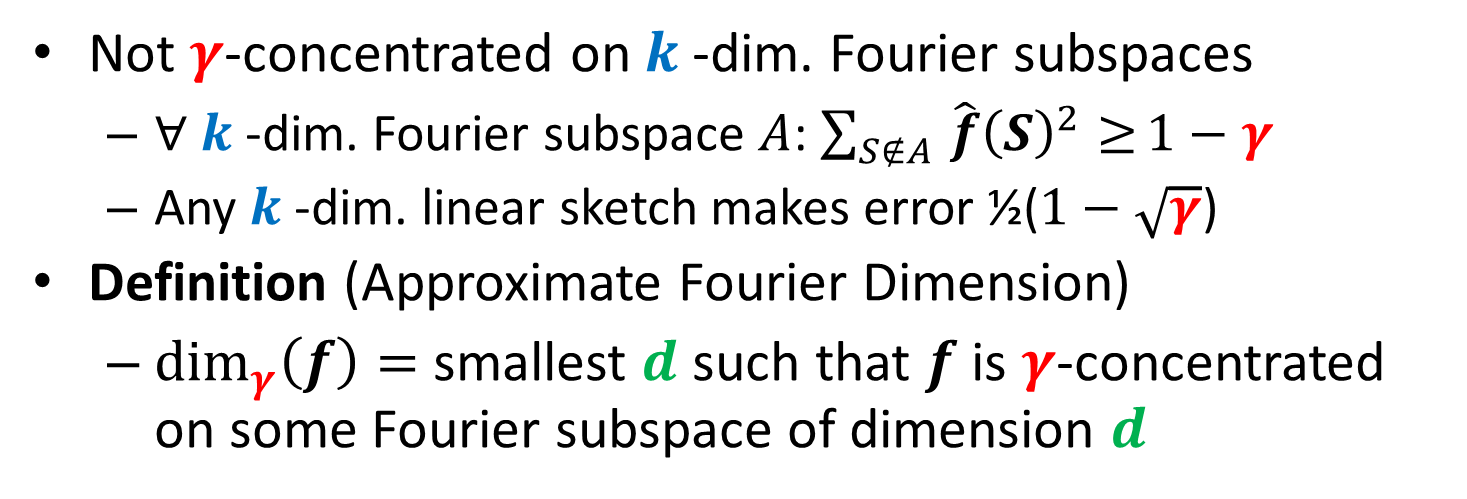 • Not γ-concentrated on k -dim. Fourier subspaces
– ∀ k -dim. Fourier subspace A: ∑_{S∉A} f̂(S)² ≥ 1 − γ
– Any k -dim. linear sketch makes error ½(1 − √γ)
• Definition (Approximate Fourier Dimension)
– dim_γ(f) = smallest d such that f is γ-concentrated
on some Fourier subspace of dimension d